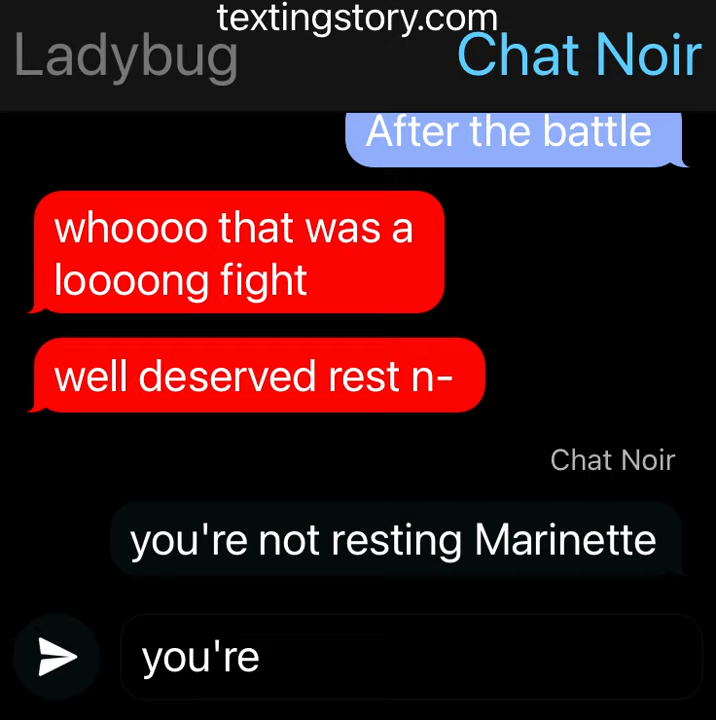 textingstory.com
Ladybug
Chat Noir
After the battle
whoooo that was a
loooong fight
well deserved rest n-
Chat Noir
you're not resting Marinette
you're